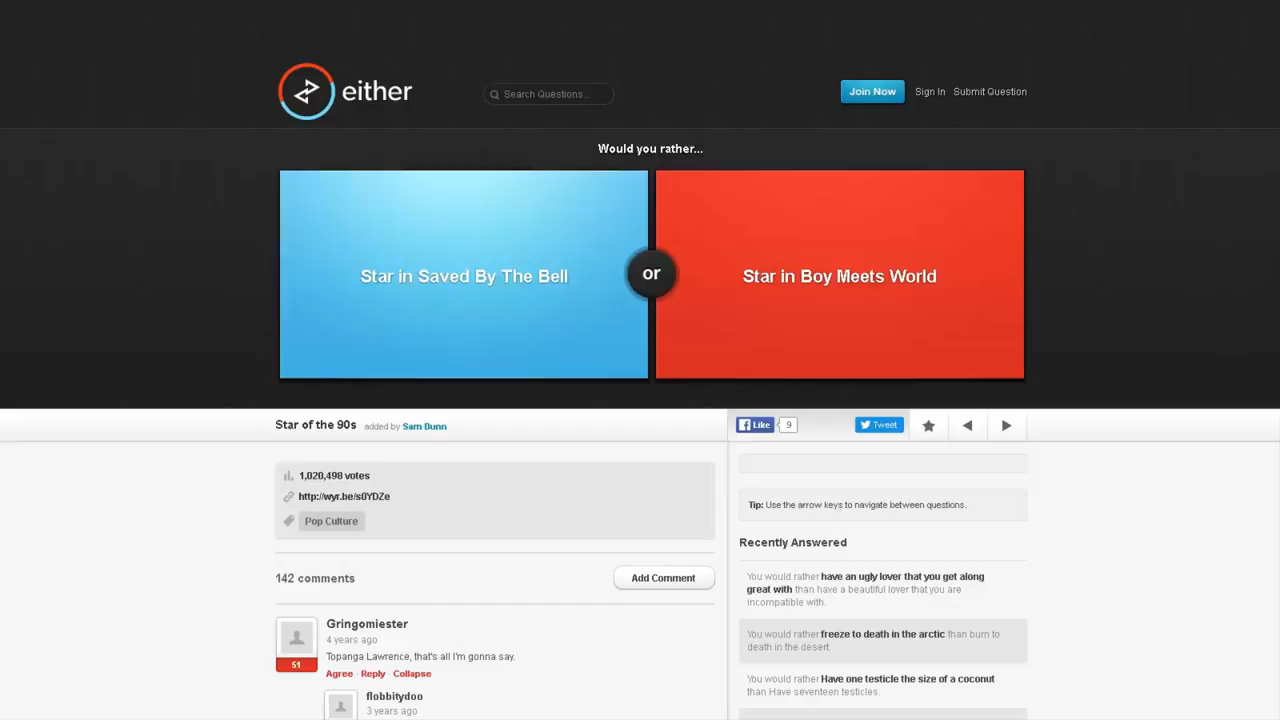 either
Search Questions...
Join Now
Sign In
Submit Question
Would you rather...
Star in Saved By The Bell
or
Star in Boy Meets World
Star of the 90s added by Sam Dunn
Like 9
Tweet
1,020,498 votes
http://wyr.be/s0YDZe
Pop Culture
142 comments
Add Comment
Gringomiester
4 years ago
51
Topanga Lawrence, that's all I'm gonna say.
Agree · Reply · Collapse
flobbitydoo
3 years ago
Tip: Use the arrow keys to navigate between questions.
Recently Answered
You would rather have an ugly lover that you get along
great with than have a beautiful lover that you are
incompatible with.
You would rather freeze to death in the arctic than burn to
death in the desert
You would rather Have one testicle the size of a coconut
than Have seventeen testicles.